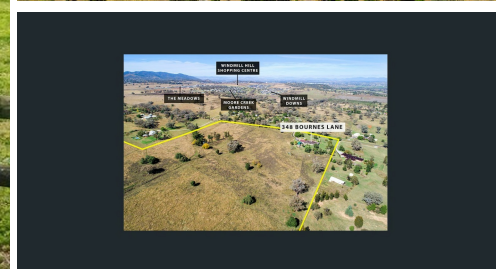 WINDMILL HILL
SHOPPING CENTRE
THE MEADOWS
MOORE CREEK
GARDENS
WINDMILL
DOWNS
348 BOURNES LANE